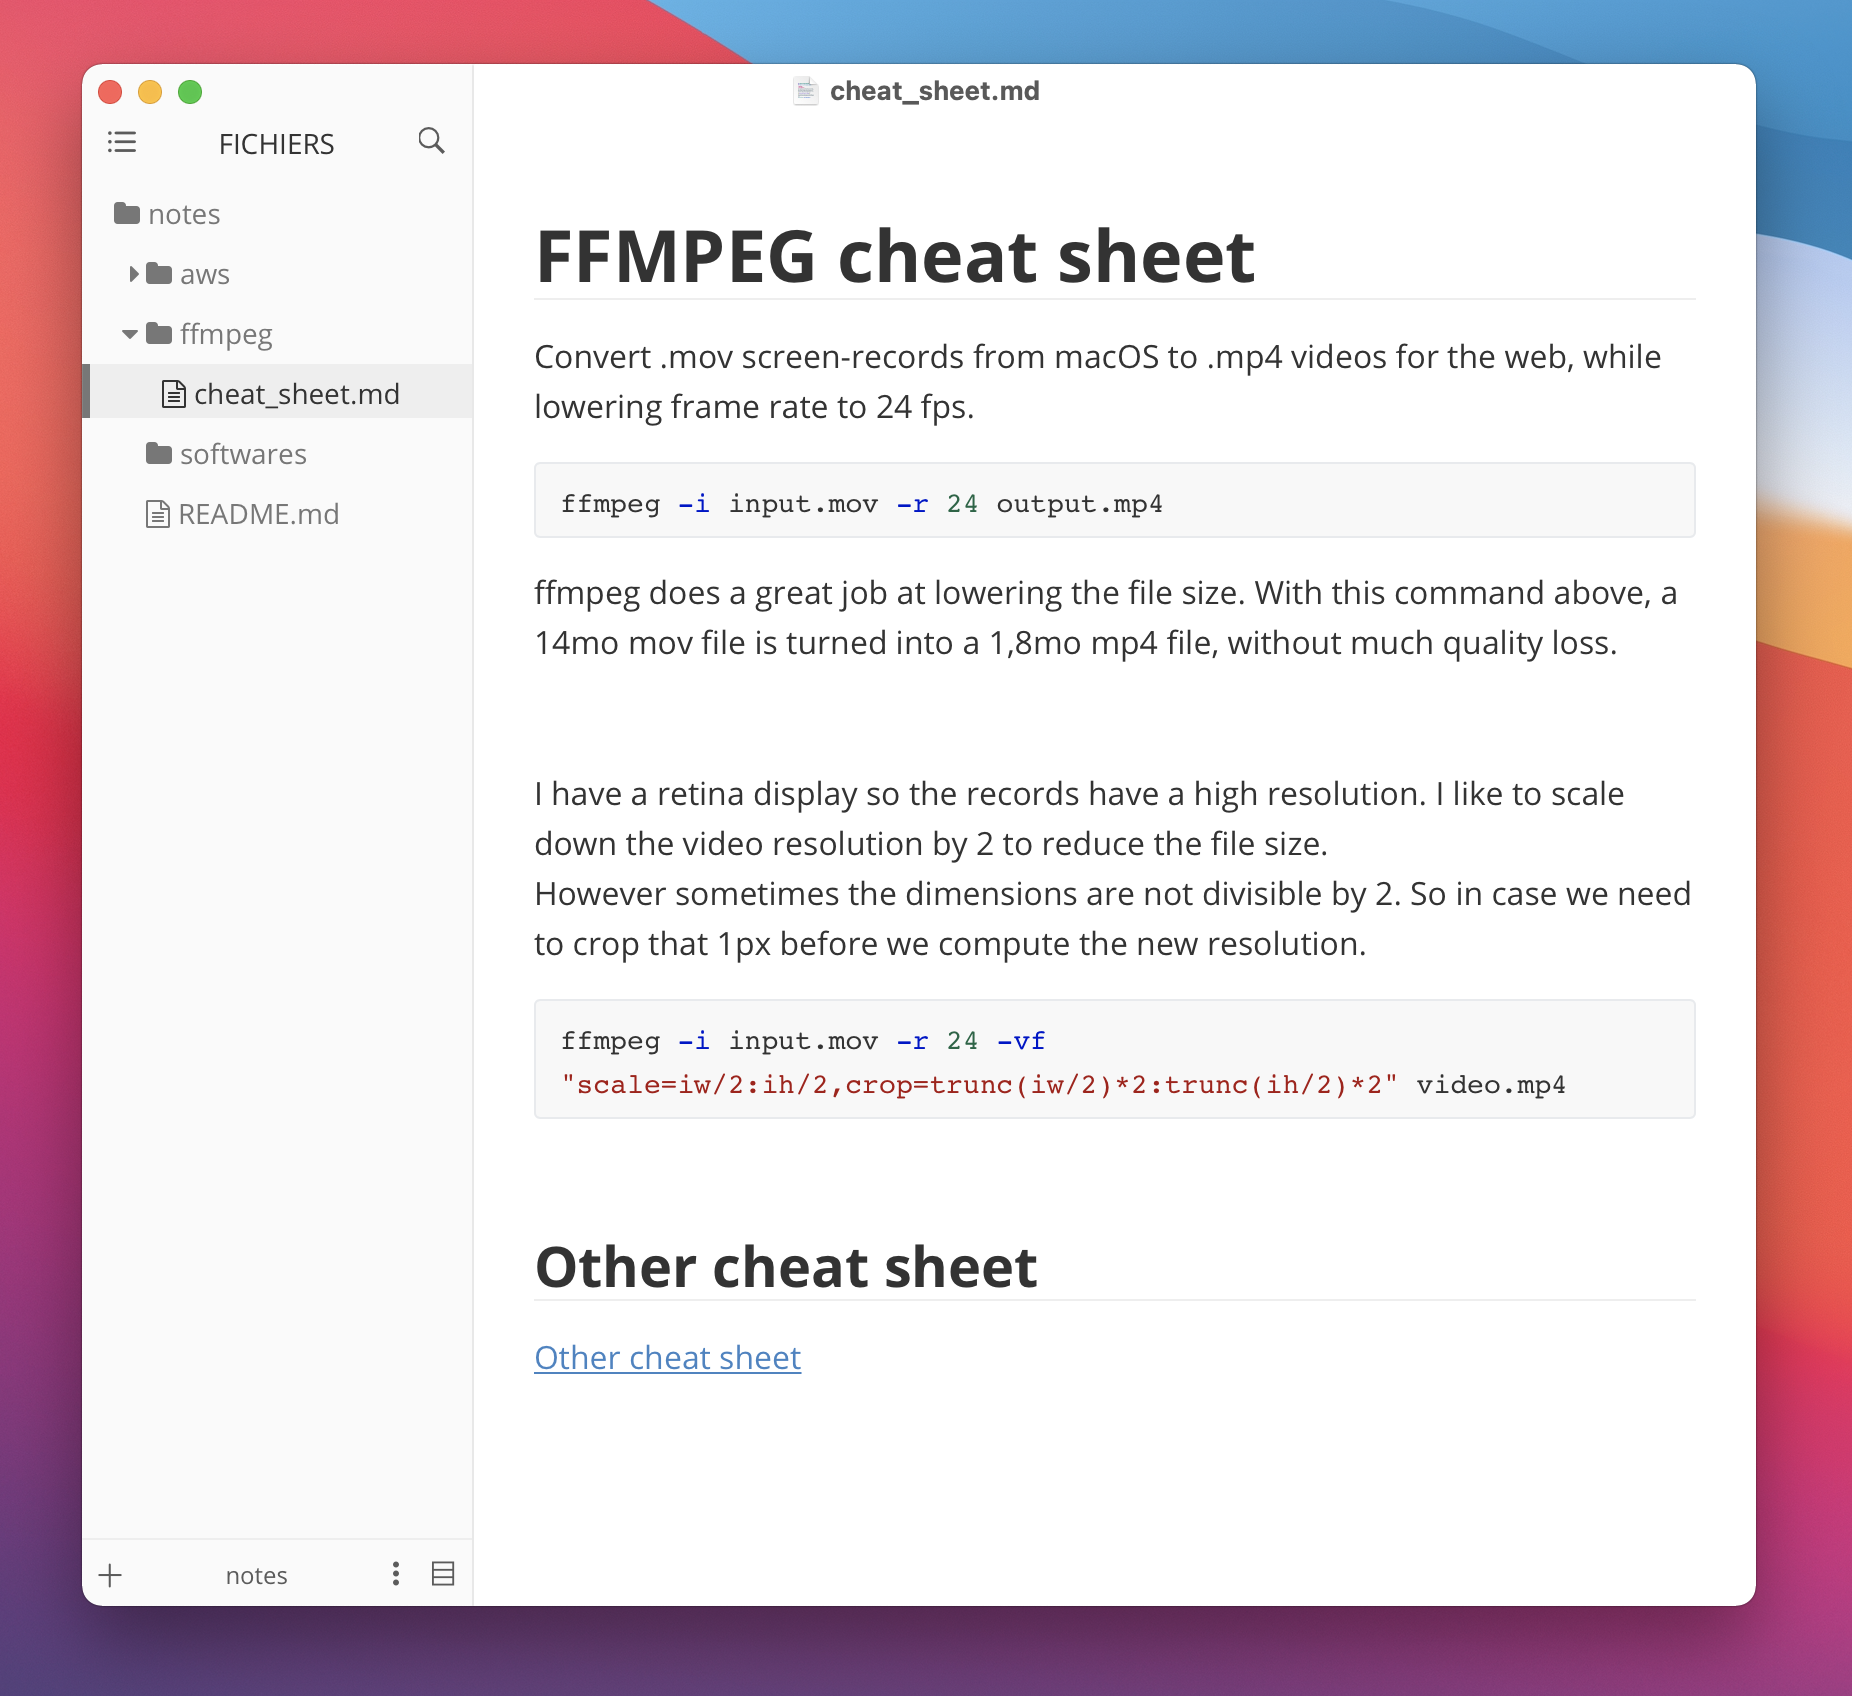 cheat_sheet.md
FICHIERS
notes
aws
ffmpeg
cheat_sheet.md
softwares
README.md
notes
FFMPEG cheat sheet
Convert .mov screen-records from macOS to .mp4 videos for the web, while
lowering frame rate to 24 fps.
ffmpeg -i input.mov -r 24 output.mp4
ffmpeg does a great job at lowering the file size. With this command above, a
14mo mov file is turned into a 1,8mo mp4 file, without much quality loss.
I have a retina display so the records have a high resolution. I like to scale
down the video resolution by 2 to reduce the file size.
However sometimes the dimensions are not divisible by 2. So in case we need
to crop that 1px before we compute the new resolution.
ffmpeg -i input.mov -r 24 -vf
"scale=iw/2:ih/2,crop=trunc(iw/2)*2:trunc(ih/2)*2" video.mp4
Other cheat sheet
Other cheat sheet